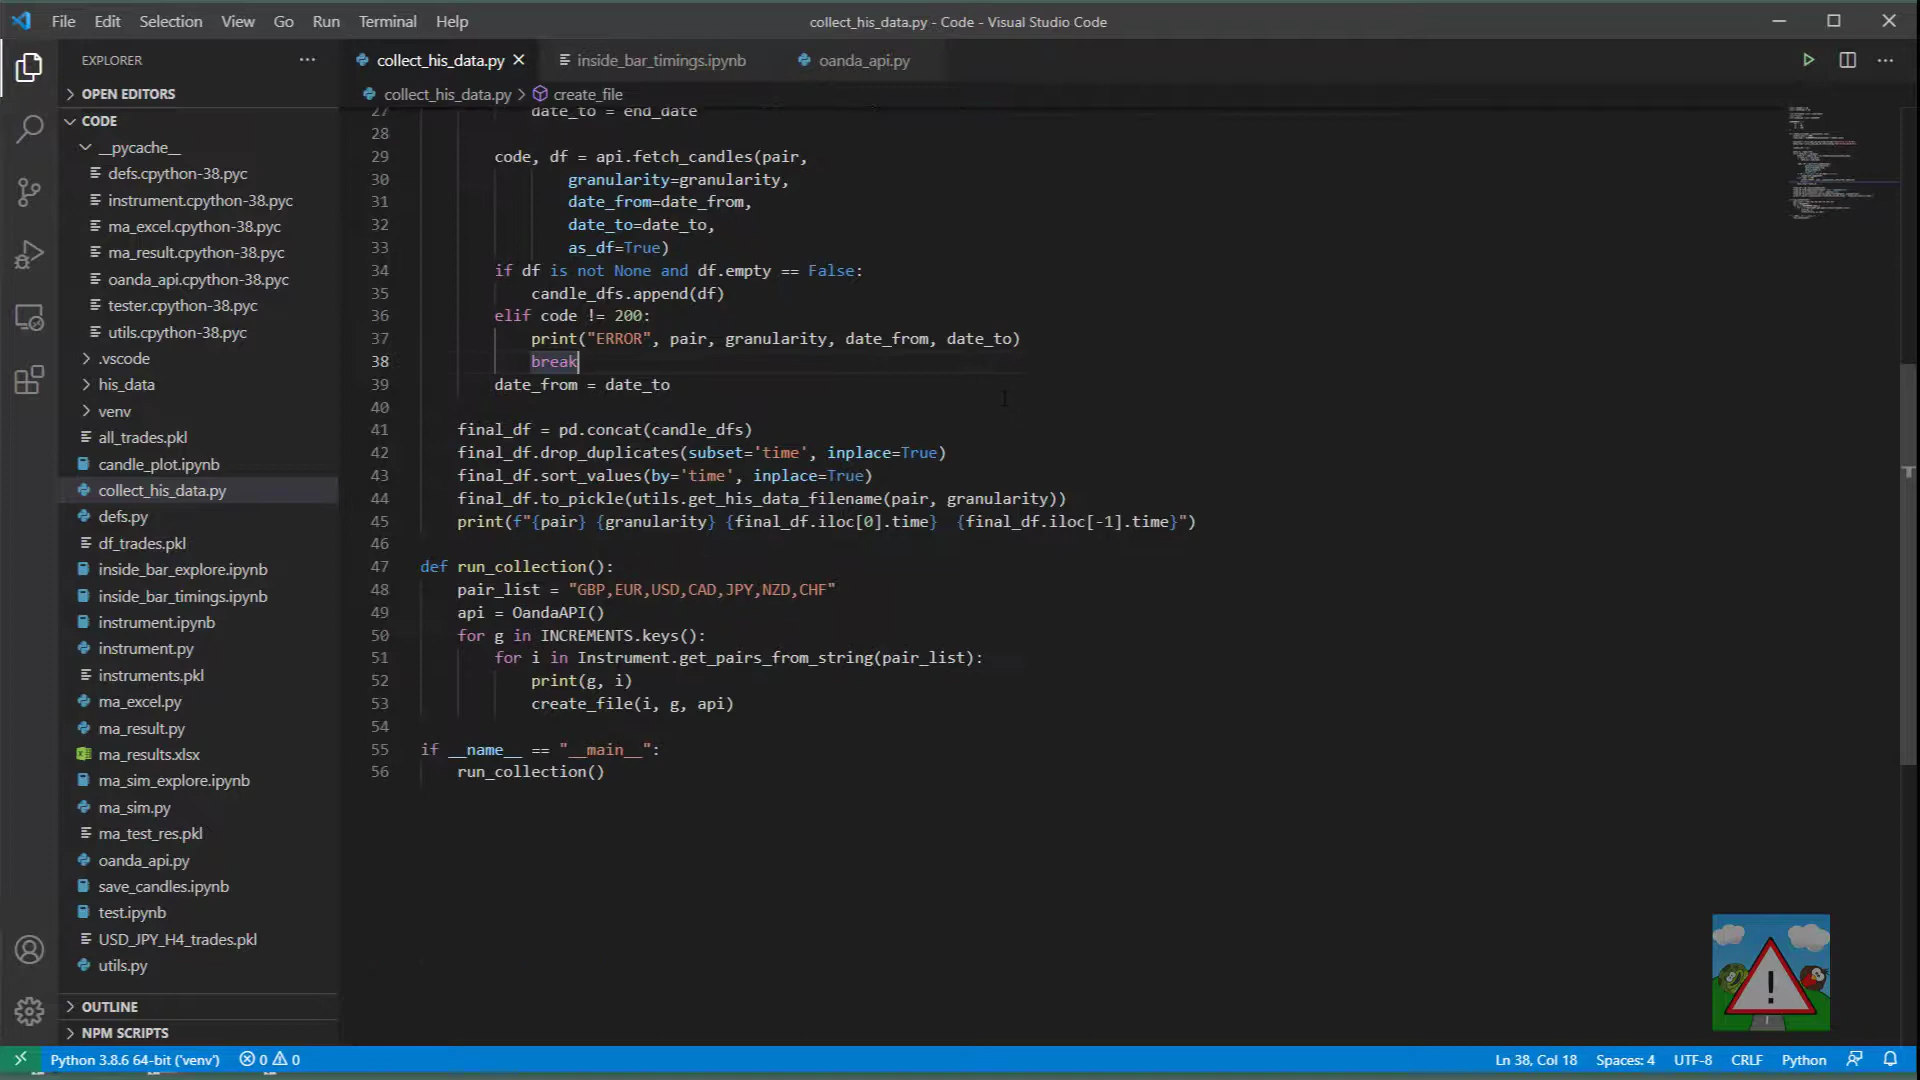 File Edit Selection View Go Run Terminal Help
collect_his_data.py - Code - Visual Studio Code
EXPLORER
collect_his_data.py
inside_bar_timings.ipynb
oanda_api.py
OPEN EDITORS
collect_his_data.py > create_file
CODE
__pycache__
defs.cpython-38.pyc
instrument.cpython-38.pyc
ma_excel.cpython-38.pyc
ma_result.cpython-38.pyc
oanda_api.cpython-38.pyc
tester.cpython-38.pyc
utils.cpython-38.pyc
.vscode
his_data
venv
all_trades.pkl
candle_plot.ipynb
collect_his_data.py
defs.py
df_trades.pkl
inside_bar_explore.ipynb
inside_bar_timings.ipynb
instrument.ipynb
instrument.py
instruments.pkl
ma_excel.py
ma_result.py
ma_results.xlsx
ma_sim_explore.ipynb
ma_sim.py
ma_test_res.pkl
oanda_api.py
save_candles.ipynb
test.ipynb
USD_JPY_H4_trades.pkl
utils.py
OUTLINE
NPM SCRIPTS
27 date_to = end_date
28
29 code, df = api.fetch_candles(pair,
30 granularity=granularity,
31 date_from=date_from,
32 date_to=date_to,
33 as_df=True)
34 if df is not None and df.empty == False:
35 candle_dfs.append(df)
36 elif code != 200:
37 print("ERROR", pair, granularity, date_from, date_to)
38 break
39 date_from = date_to
40
41 final_df = pd.concat(candle_dfs)
42 final_df.drop_duplicates(subset='time', inplace=True)
43 final_df.sort_values(by='time', inplace=True)
44 final_df.to_pickle(utils.get_his_data_filename(pair, granularity))
45 print(f"{pair} {granularity} {final_df.iloc[0].time}  {final_df.iloc[-1].time}")
46
47 def run_collection():
48 pair_list = "GBP,EUR,USD,CAD,JPY,NZD,CHF"
49 api = OandaAPI()
50 for g in INCREMENTS.keys():
51 for i in Instrument.get_pairs_from_string(pair_list):
52 print(g, i)
53 create_file(i, g, api)
54
55 if __name__ == "__main__":
56 run_collection()
Python 3.8.6 64-bit ('venv') 0 0
Ln 38, Col 18 Spaces: 4 UTF-8 CRLF Python